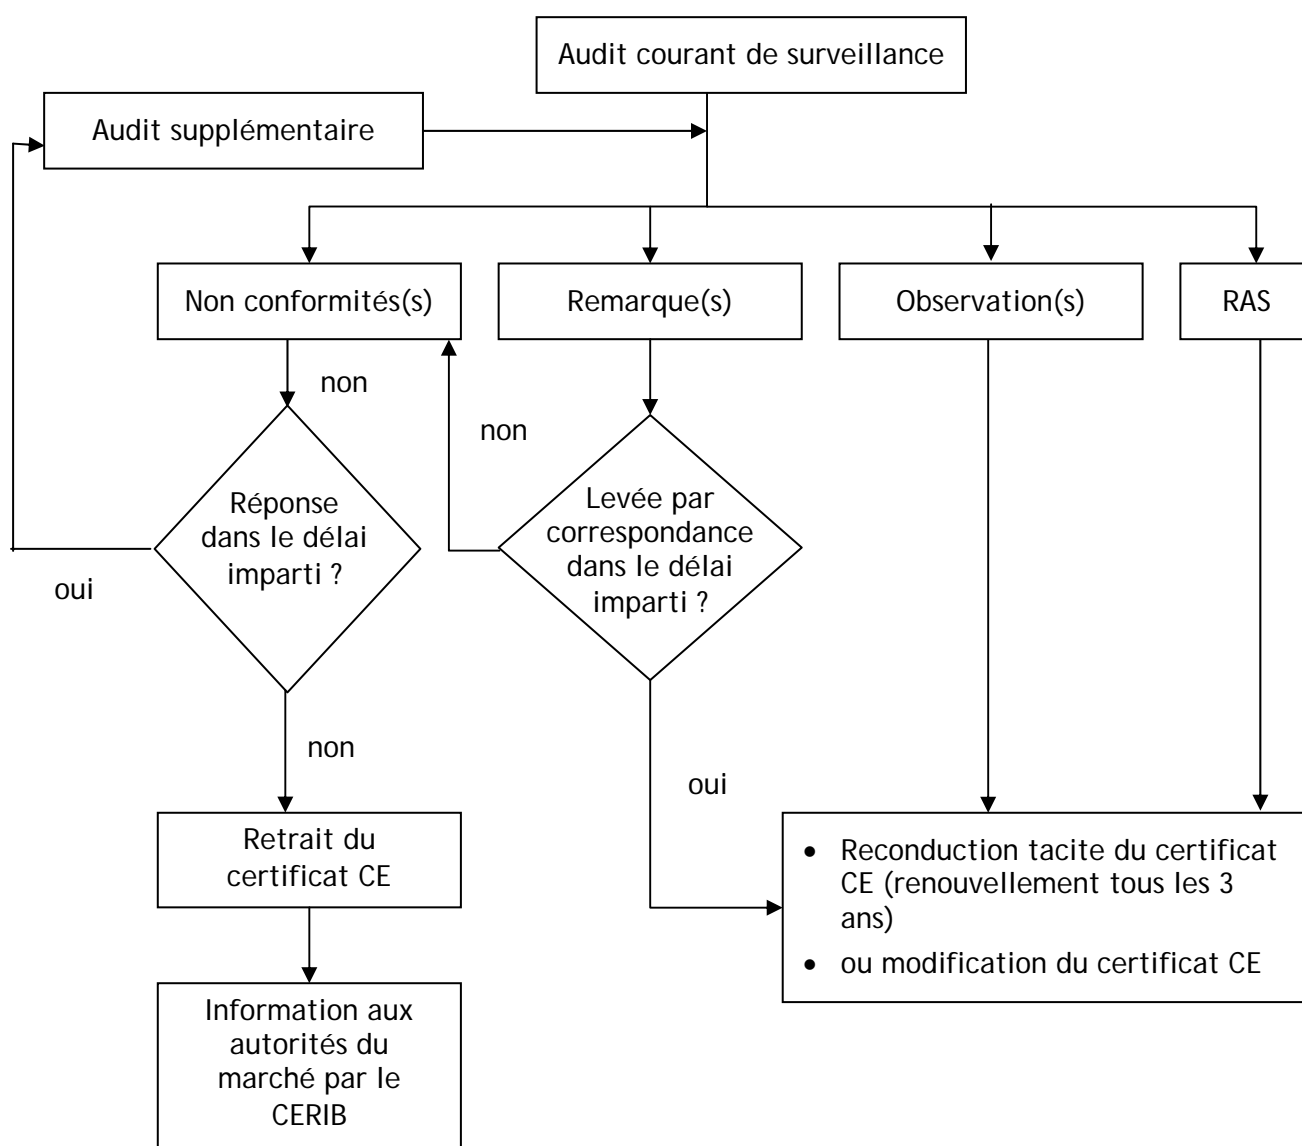 Audit courant de surveillance
Audit supplémentaire
Non conformités(s)
Remarque(s)
Observation(s)
RAS
non
non
Réponse
dans le délai
imparti ?
Levée par
correspondance
dans le délai
imparti ?
oui
non
oui
Retrait du
certificat CE
• Reconduction tacite du certificat
CE (renouvellement tous les 3
ans)
• ou modification du certificat CE
Information aux
autorités du
marché par le
CERIB